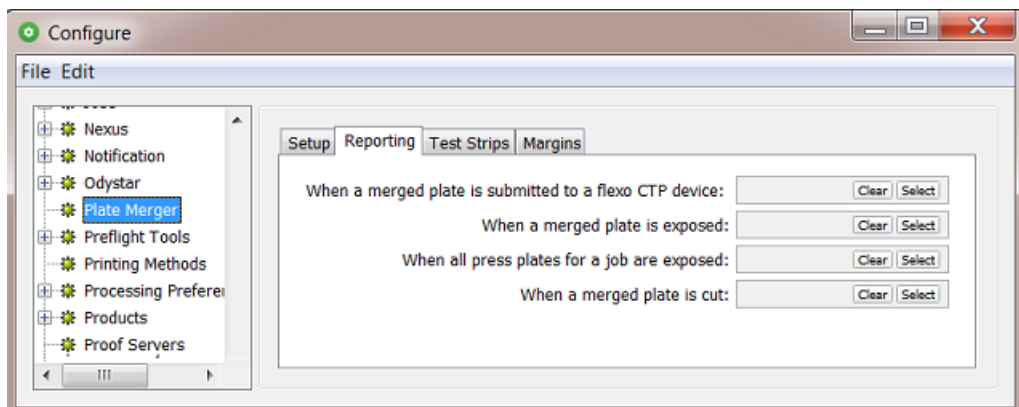 Configure
File Edit
Nexus
Notification
Odystar
Plate Merger
Preflight Tools
Printing Methods
Processing Prefere
Products
Proof Servers
Setup Reporting Test Strips Margins
When a merged plate is submitted to a flexo CTP device: Clear Select
When a merged plate is exposed: Clear Select
When all press plates for a job are exposed: Clear Select
When a merged plate is cut: Clear Select